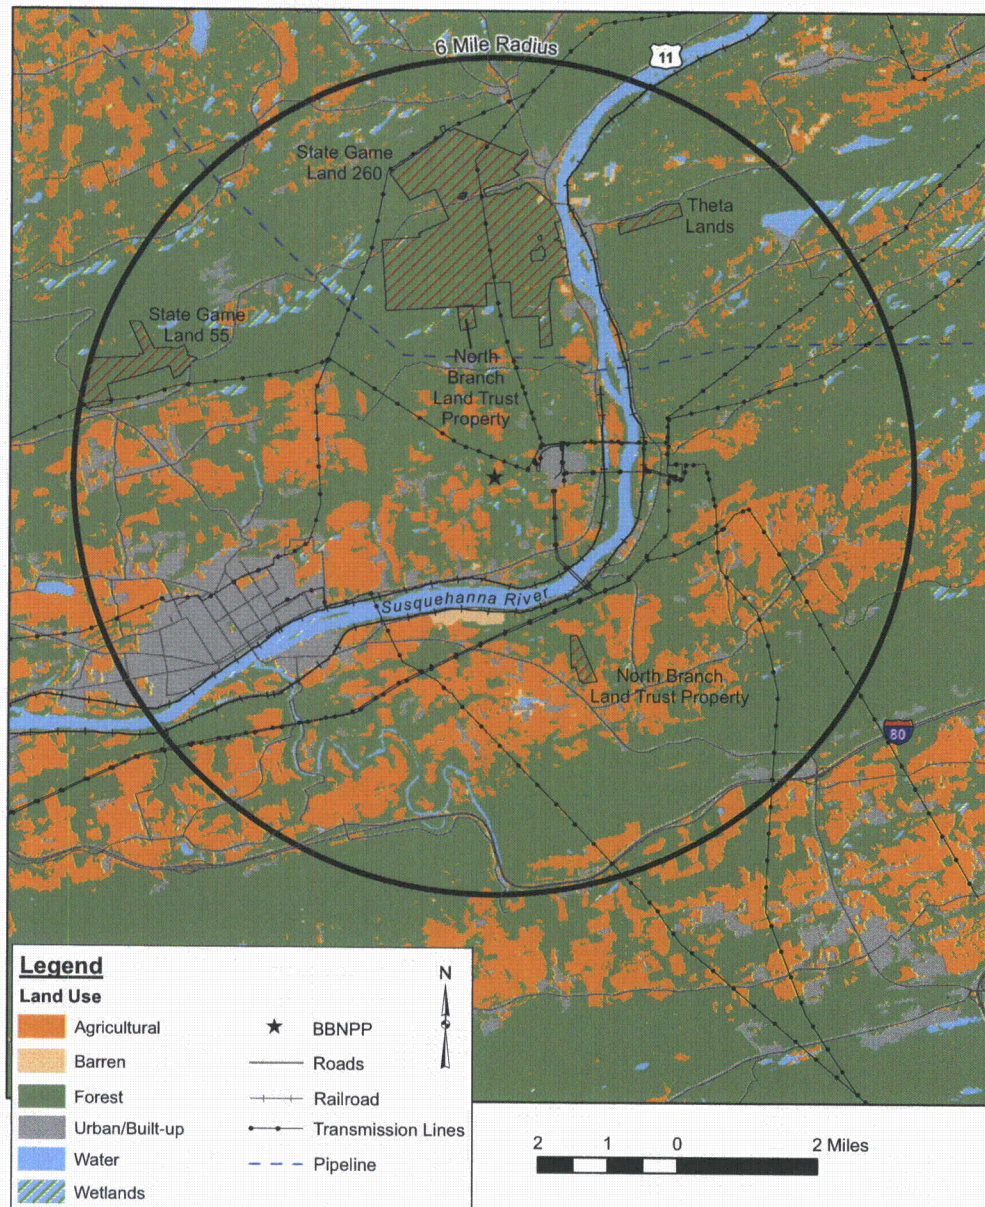 6 Mile Radius
11
State Game
Land 260
Theta
Lands
State Game
Land 55
North
Branch
Land Trust
Property
Susquehanna River
North Branch
Land Trust Property
80
Legend
Land Use
Agricultural
Barren
Forest
Urban/Built-up
Water
Wetlands
BBNPP
Roads
Railroad
Transmission Lines
Pipeline
N
2 1 0 2 Miles